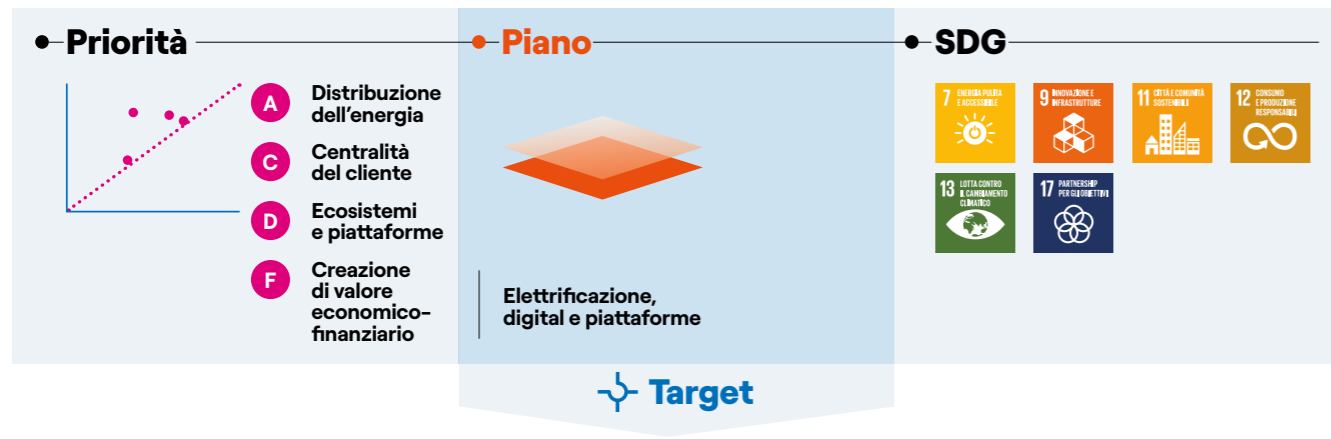 Priorità
A
Distribuzione
dell'energia
C
Centralità
del cliente
D
Ecosistemi
e piattaforme
F
Creazione
di valore
economico-
finanziario
Piano
Elettrificazione,
digital e piattaforme
SDG
7 ENERGIA PULITA
E ACCESSIBILE
9 INNOVAZIONE E
INFRASTRUTTURE
11 CITTÀ E COMUNITÀ
SOSTENIBILI
12 CONSUMO
E PRODUZIONE
RESPONSABILI
13 LOTTA CONTRO
IL CAMBIAMENTO
CLIMATICO
17 PARTNERSHIP
PER GLI OBIETTIVI
Target